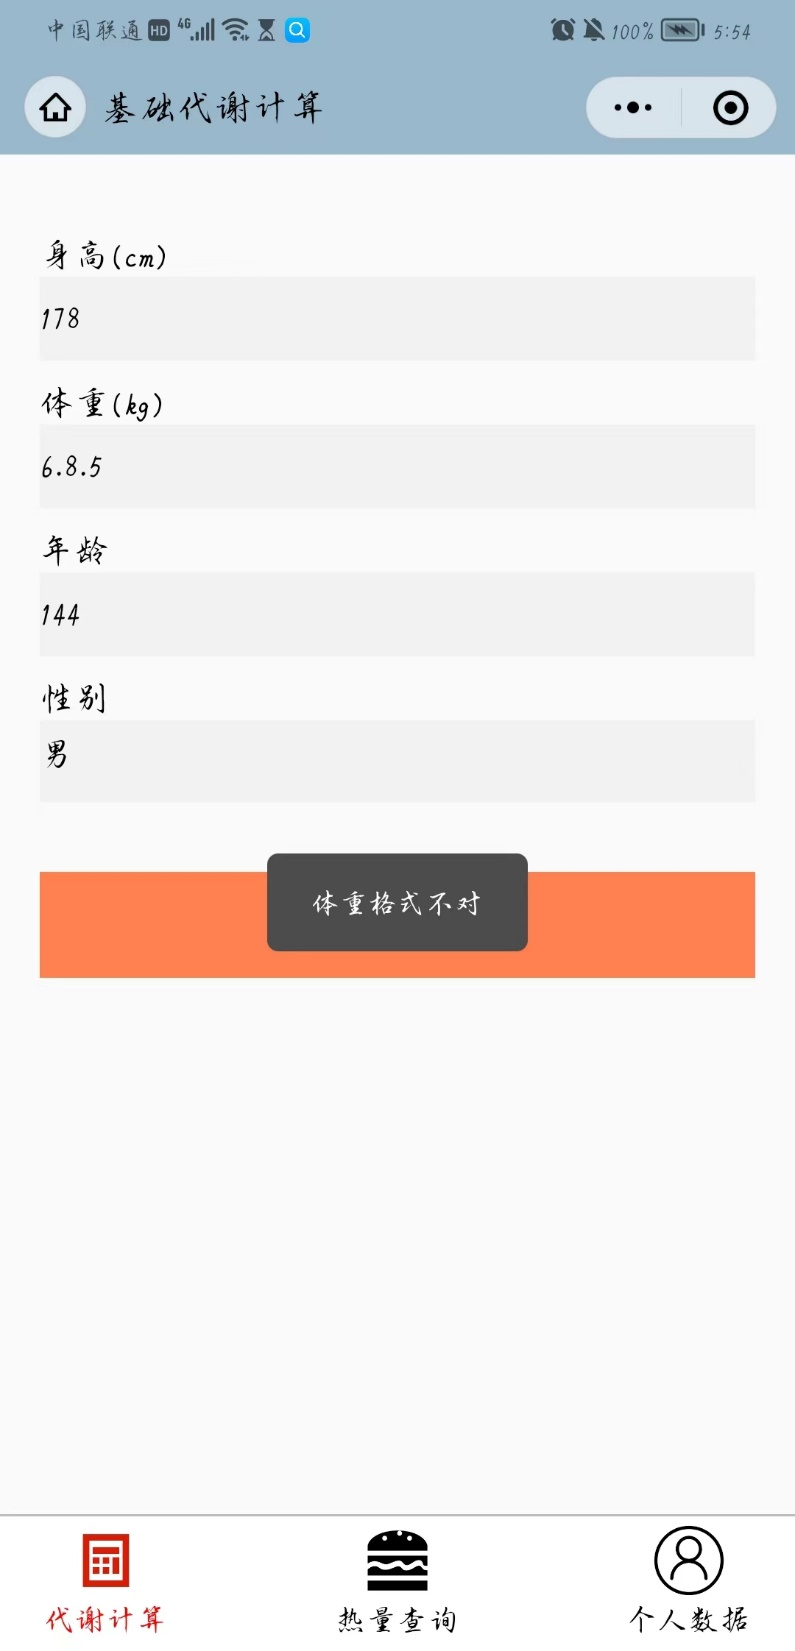 中国联通 HD 4G 100% 5:54
基础代谢计算
身高(cm)
178
体重(kg)
6.8.5
年龄
144
性别
男
体重格式不对
代谢计算 热量查询 个人数据